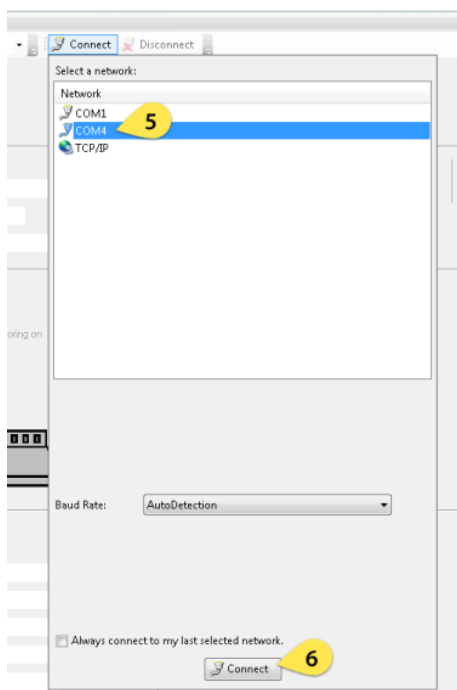 Connect Disconnect
Select a network:
Network
COM1
5
COM4
TCP/IP
oring on
Baud Rate: AutoDetection
Always connect to my last selected network.
Connect
6